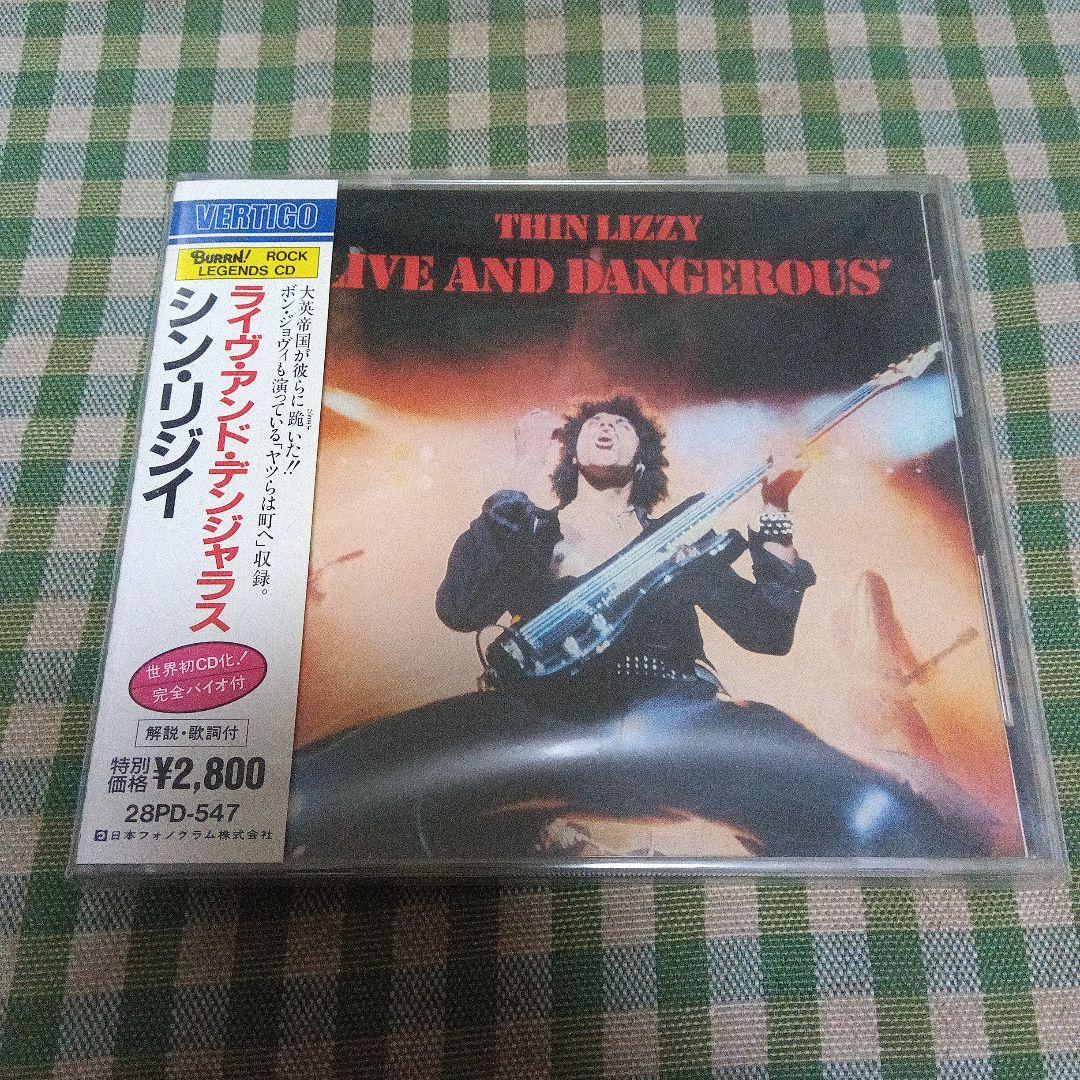 VERTIGO
BURRN! ROCK
LEGENDS CD
大英帝国が彼らに跪いた!!
ボン・ジョヴィも演っている「ヤツらは町へ」収録。
ライヴ・アンド・デンジャラス
シン・リジィ
世界初CD化!
完全バイオ付
解説・歌詞付
特別価格 ¥2,800
28PD-547
日本フォノグラム株式会社
THIN LIZZY
LIVE AND DANGEROUS"